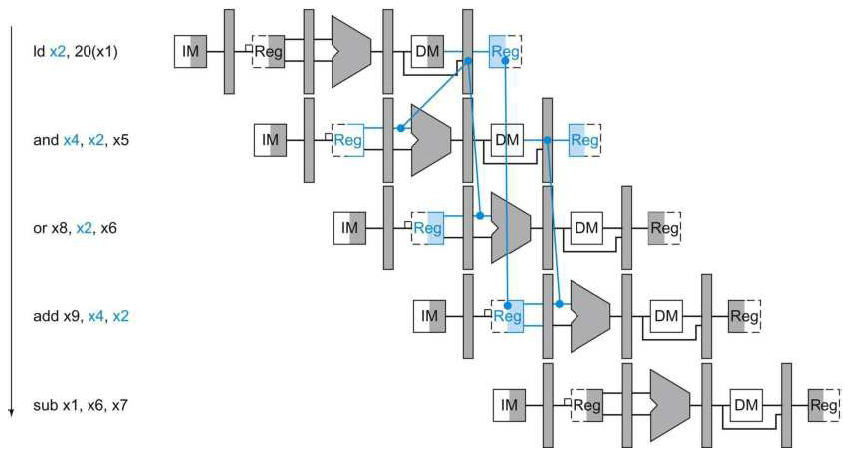 ld x2, 20(x1) IM Reg DM Reg
and x4, x2, x5 IM Reg DM Reg
or x8, x2, x6 IM Reg DM Reg
add x9, x4, x2 IM Reg DM Reg
sub x1, x6, x7 IM Reg DM Reg